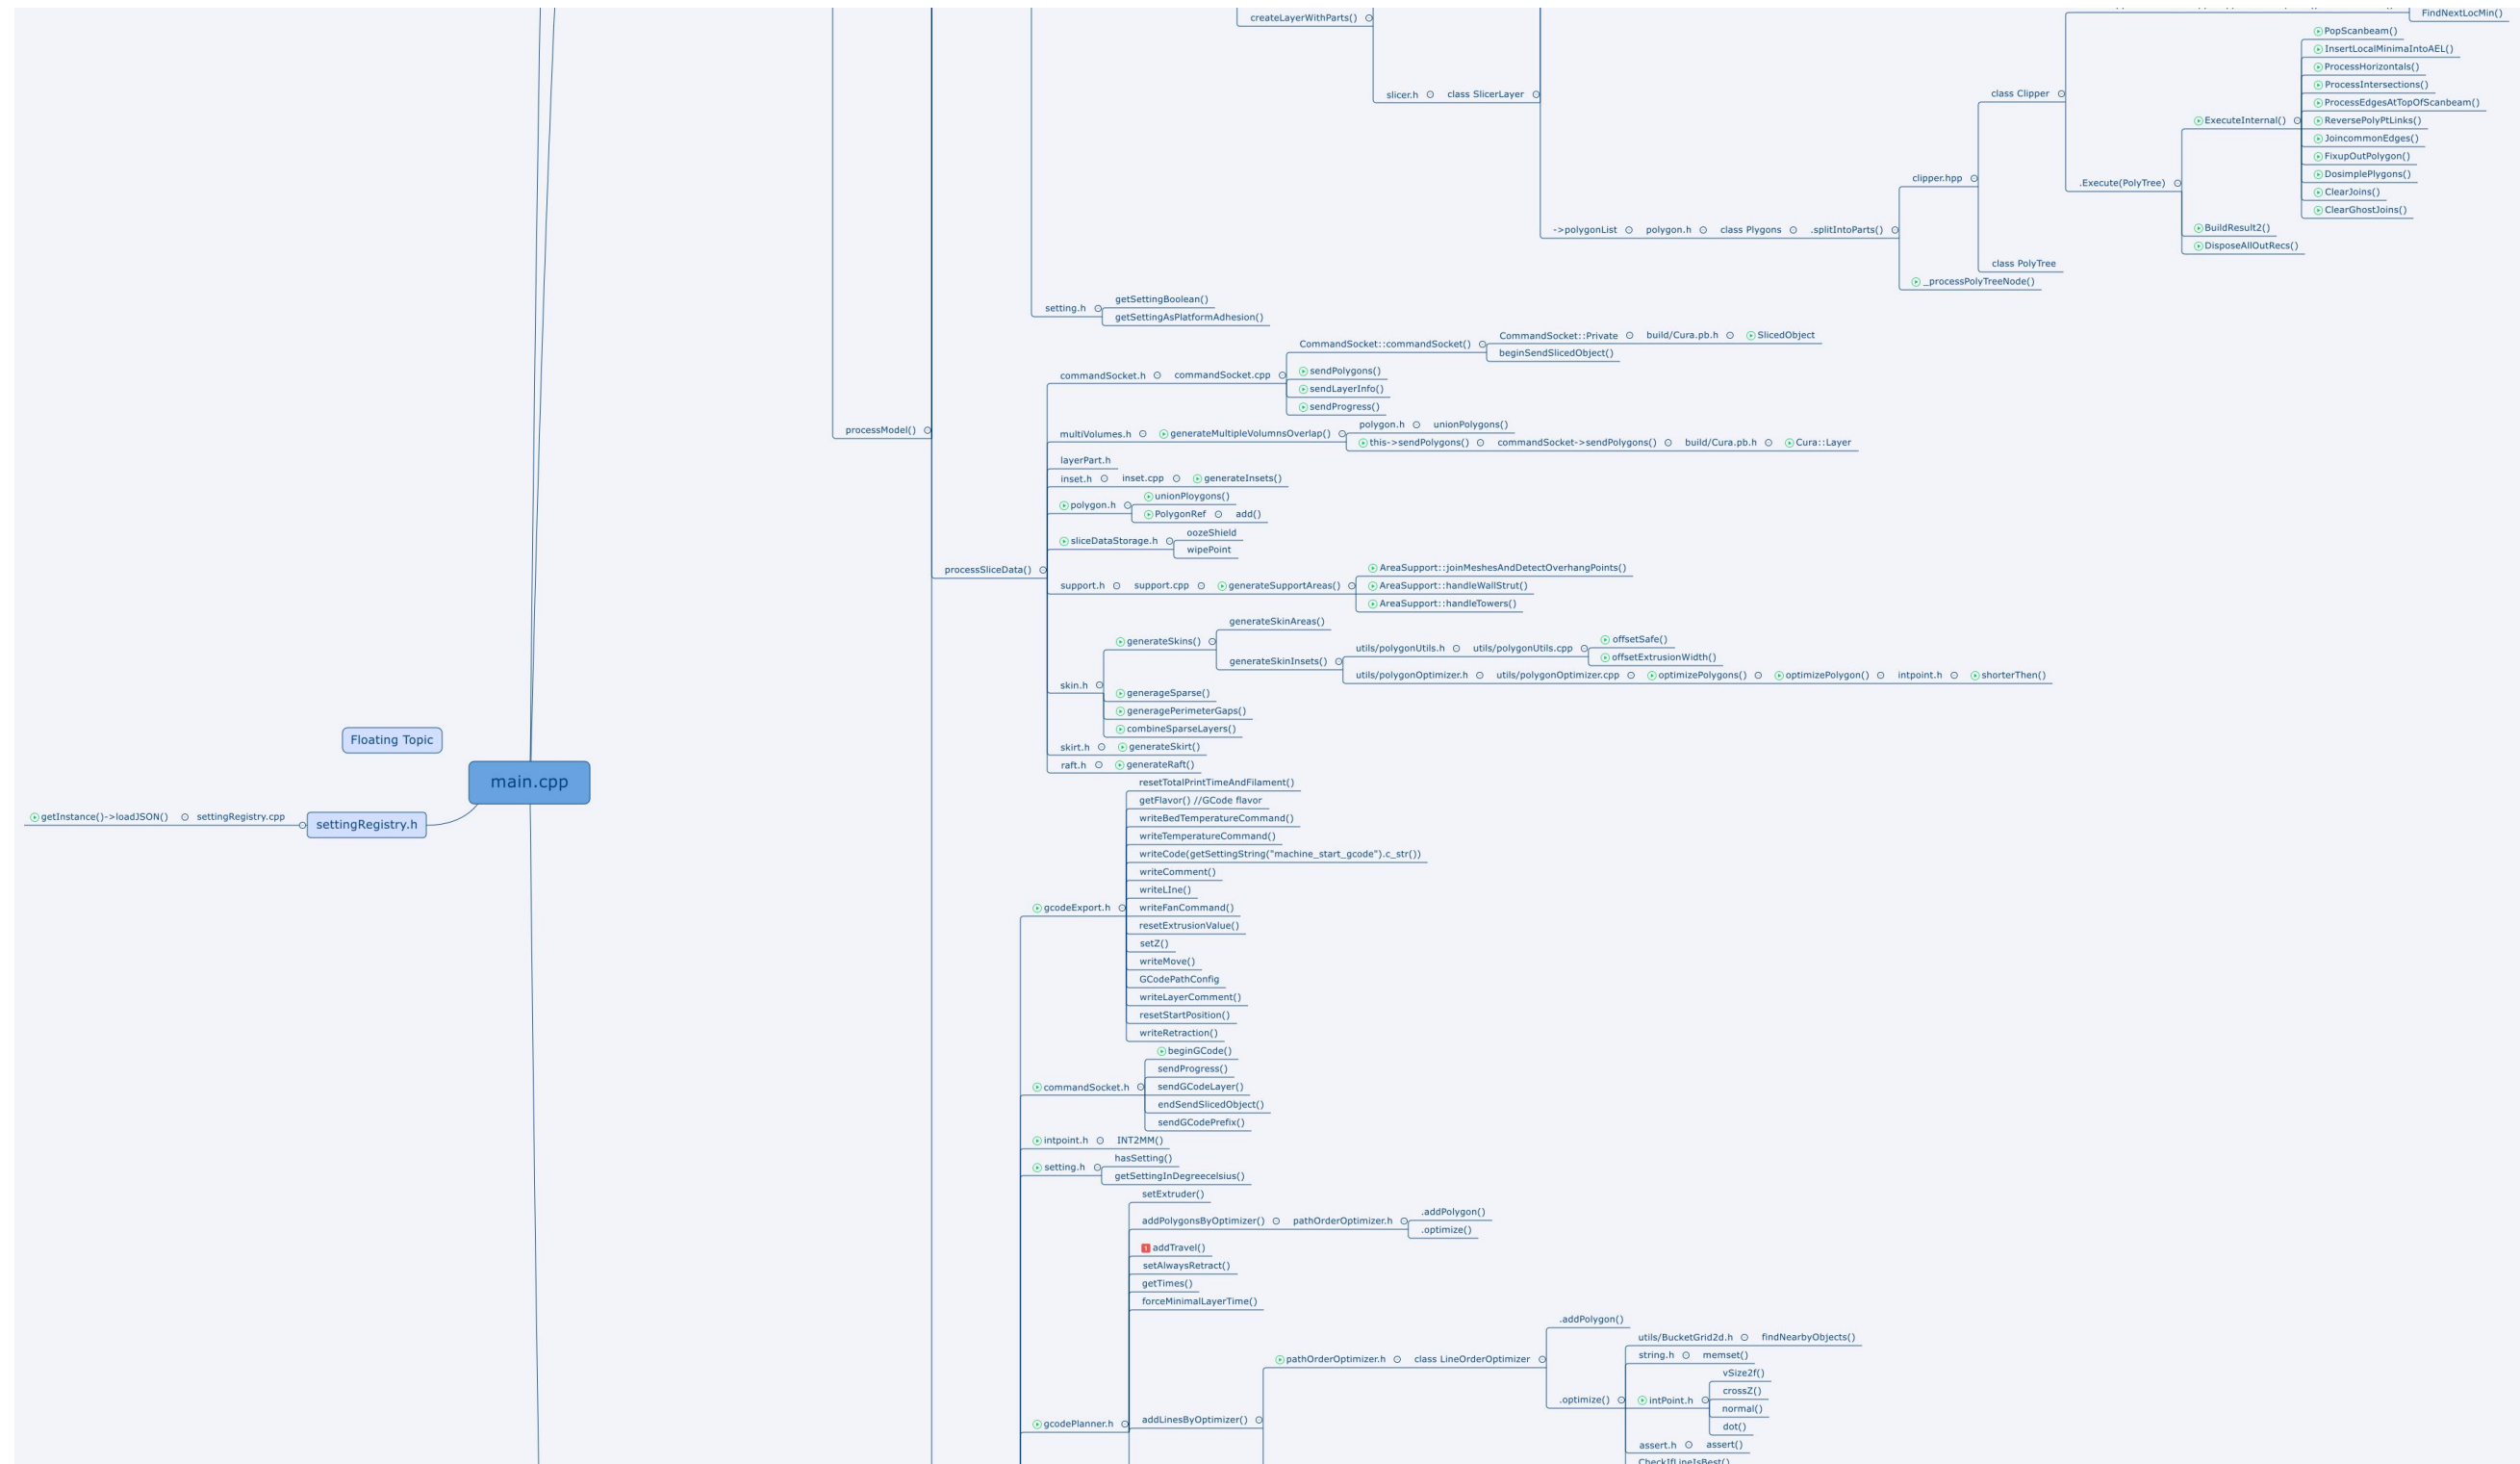 FindNextLocMin()
createLayerWithParts()
PopScanbeam()
InsertLocalMinimaIntoAEL()
ProcessHorizontals()
ProcessIntersections()
slicer.h class SlicerLayer
class Clipper
ProcessEdgesAtTopOfScanbeam()
ExecuteInternal()
ReversePolyPtLinks()
JoincommonEdges()
FixupOutPolygon()
clipper.hpp
.Execute(PolyTree)
DosimplePlygons()
ClearJoins()
ClearGhostJoins()
->polygonList polygon.h class Plygons .splitIntoParts()
BuildResult2()
DisposeAllOutRecs()
class PolyTree
_processPolyTreeNode()
getSettingBoolean()
setting.h
getSettingAsPlatformAdhesion()
CommandSocket::Private build/Cura.pb.h SlicedObject
CommandSocket::commandSocket()
beginSendSlicedObject()
commandSocket.h commandSocket.cpp
sendPolygons()
sendLayerInfo()
sendProgress()
processModel()
polygon.h unionPolygons()
multiVolumes.h generateMultipleVolumnsOverlap()
this->sendPolygons() commandSocket->sendPolygons() build/Cura.pb.h Cura::Layer
layerPart.h
inset.h inset.cpp generateInsets()
unionPloygons()
polygon.h
PolygonRef add()
oozeShield
sliceDataStorage.h
wipePoint
processSliceData()
AreaSupport::joinMeshesAndDetectOverhangPoints()
support.h support.cpp generateSupportAreas() AreaSupport::handleWallStrut()
AreaSupport::handleTowers()
generateSkinAreas()
generateSkins()
offsetSafe()
utils/polygonUtils.h utils/polygonUtils.cpp
offsetExtrusionWidth()
generateSkinInsets()
utils/polygonOptimizer.h utils/polygonOptimizer.cpp optimizePolygons() optimizePolygon() intpoint.h shorterThen()
skin.h
generageSparse()
generagePerimeterGaps()
combineSparseLayers()
Floating Topic
skirt.h generateSkirt()
raft.h generateRaft()
main.cpp
getInstance()->loadJSON() settingRegistry.cpp settingRegistry.h
resetTotalPrintTimeAndFilament()
getFlavor() //GCode flavor
writeBedTemperatureCommand()
writeTemperatureCommand()
writeCode(getSettingString("machine_start_gcode").c_str())
writeComment()
writeLIne()
gcodeExport.h writeFanCommand()
resetExtrusionValue()
setZ()
writeMove()
GCodePathConfig
writeLayerComment()
resetStartPosition()
writeRetraction()
beginGCode()
sendProgress()
commandSocket.h sendGCodeLayer()
endSendSlicedObject()
sendGCodePrefix()
intpoint.h INT2MM()
hasSetting()
setting.h
getSettingInDegreecelsius()
setExtruder()
.addPolygon()
addPolygonsByOptimizer() pathOrderOptimizer.h
.optimize()
1 addTravel()
setAlwaysRetract()
getTimes()
forceMinimalLayerTime()
.addPolygon()
utils/BucketGrid2d.h findNearbyObjects()
pathOrderOptimizer.h class LineOrderOptimizer
string.h memset()
vSize2f()
crossZ()
.optimize() intPoint.h
normal()
gcodePlanner.h addLinesByOptimizer()
dot()
assert.h assert()
CheckIfLineIsBest()